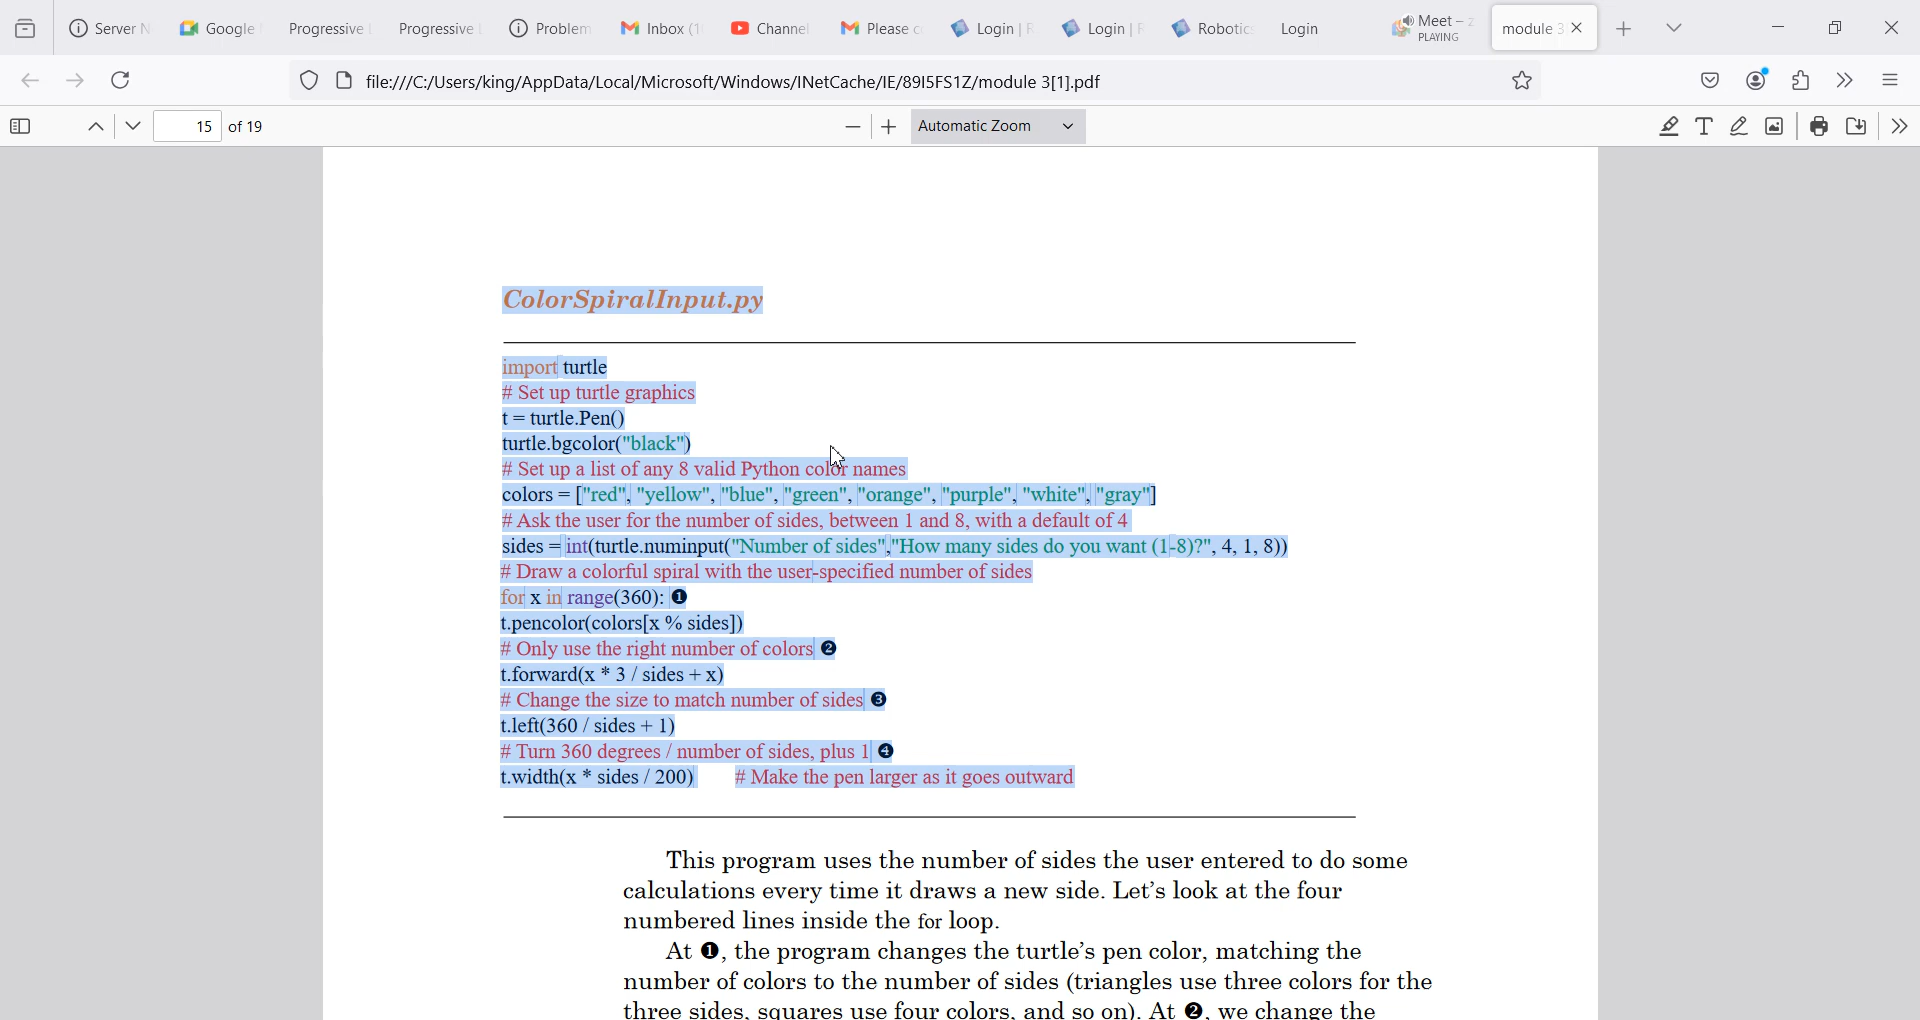 Server N
Google
Progressive
Progressive
Problem
Inbox (1
Channel
Please c
Login | R
Login | R
Robotic
Login
Meet –
PLAYING
module 3
file:///C:/Users/king/AppData/Local/Microsoft/Windows/INetCache/IE/89I5FS1Z/module 3[1].pdf
15 of 19
Automatic Zoom
ColorSpiralInput.py
import turtle
# Set up turtle graphics
t = turtle.Pen()
turtle.bgcolor("black")
# Set up a list of any 8 valid Python color names
colors = ["red", "yellow", "blue", "green", "orange", "purple", "white", "gray"]
# Ask the user for the number of sides, between 1 and 8, with a default of 4
sides = int(turtle.numinput("Number of sides","How many sides do you want (1-8)?", 4, 1, 8))
# Draw a colorful spiral with the user-specified number of sides
for x in range(360): ❶
t.pencolor(colors[x % sides])
# Only use the right number of colors ❷
t.forward(x * 3 / sides + x)
# Change the size to match number of sides ❸
t.left(360 / sides + 1)
# Turn 360 degrees / number of sides, plus 1 ❹
t.width(x * sides / 200) # Make the pen larger as it goes outward
This program uses the number of sides the user entered to do some
calculations every time it draws a new side. Let’s look at the four
numbered lines inside the for loop.
At ❶, the program changes the turtle’s pen color, matching the
number of colors to the number of sides (triangles use three colors for the
three sides, squares use four colors, and so on). At ❷, we change the